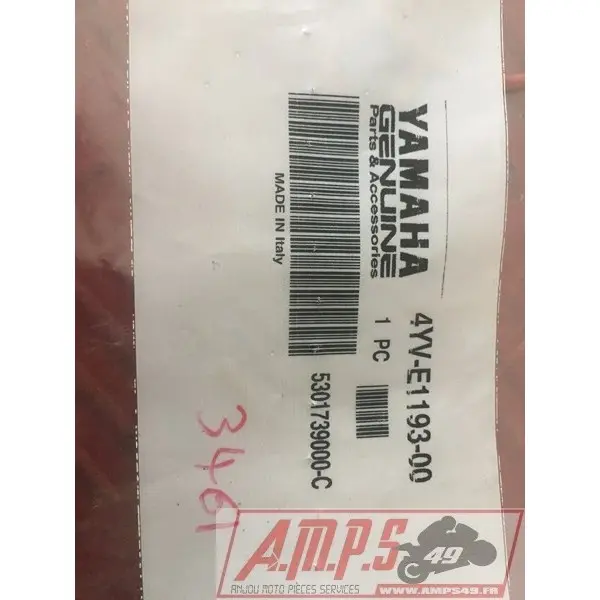 YAMAHA
GENUINE
Parts & Accessories
4YV-E1193-00
1 PC
MADE IN Italy
5301739000-C
3461
A.M.P.S
49
ANJOU MOTO PIÈCES SERVICES
WWW.AMPS49.FR